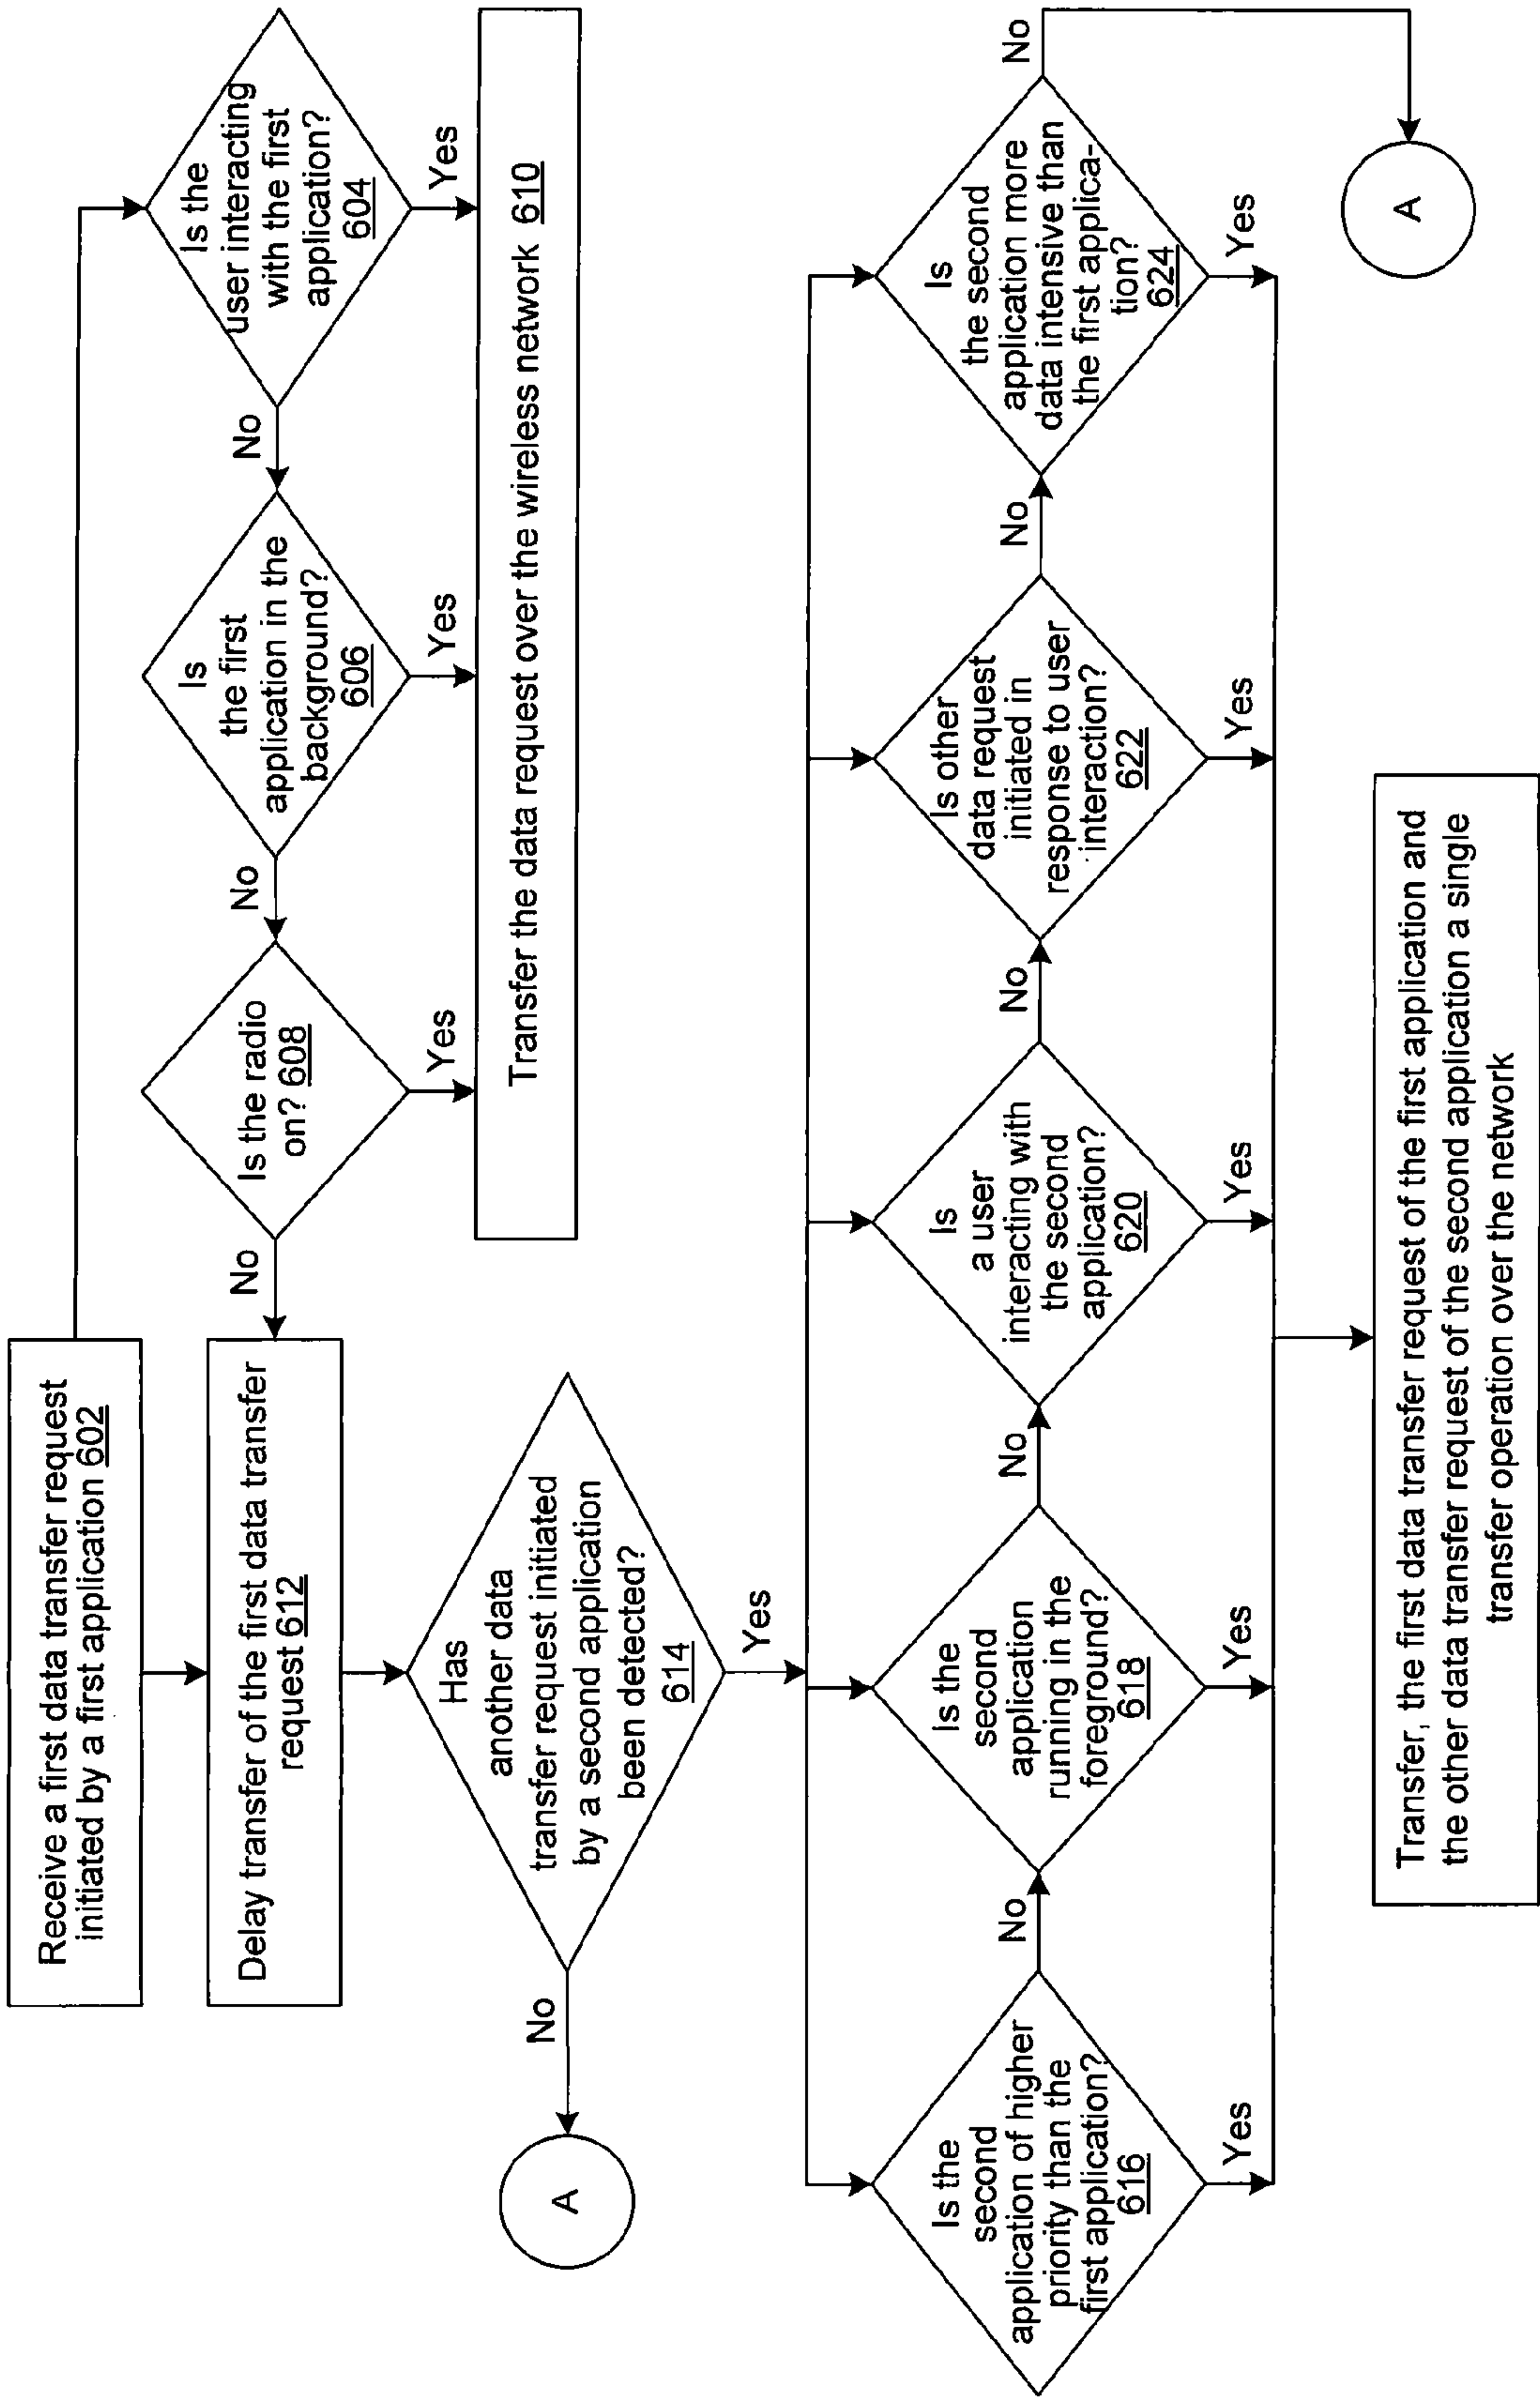 Receive a first data transfer request
initiated by a first application 602
Is the
user interacting
with the first
application?
604
Yes
No
Is
the first
application in the
background?
606
Yes
No
Is the radio
on? 608
Yes
No
Transfer the data request over the wireless network 610
Delay transfer of the first data transfer
request 612
Has
another data
transfer request initiated
by a second application
been detected?
614
No
A
Yes
Is the
second
application of higher
priority than the
first application?
616
Yes
No
Is the
second
application
running in the
foreground?
618
Yes
No
Is
a user
interacting with
the second
application?
620
Yes
No
Is other
data request
initiated in
response to user
interaction?
622
Yes
No
Is
the second
application more
data intensive than
the first applica-
tion?
624
Yes
No
A
Transfer, the first data transfer request of the first application and
the other data transfer request of the second application a single
transfer operation over the network